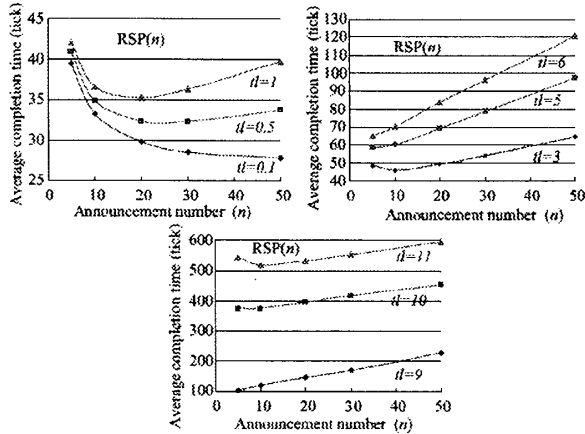 Average completion time (tick)
45
40
35
30
25
RSP(n)
tl=1
tl=0.5
tl=0.1
0 10 20 30 40 50
Announcement number (n)
Average completion time (tick)
130
120
110
100
90
80
70
60
50
40
RSP(n)
tl=6
tl=5
tl=3
0 10 20 30 40 50
Announcement number (n)
Average completion time (tick)
600
500
400
300
200
100
RSP(n)
tl=11
tl=10
tl=9
0 10 20 30 40 50
Announcement number (n)